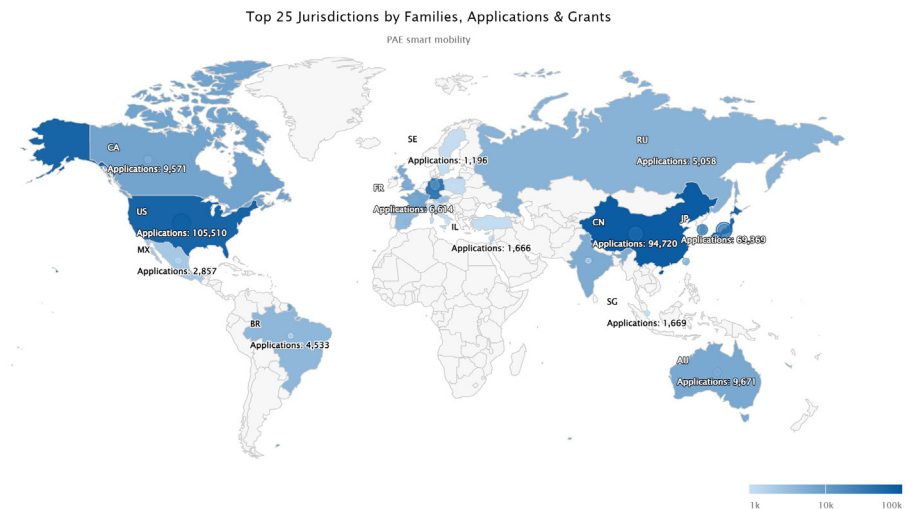 Top 25 Jurisdictions by Families, Applications & Grants
PAE smart mobility
SE
Applications: 1,196
RU
Applications: 5,058
CA
Applications: 9,571
FR
Applications: 6,614
US
Applications: 105,510
JP
Applications: 69,369
CN
Applications: 94,720
IL
Applications: 1,666
MX
Applications: 2,857
SG
Applications: 1,669
BR
Applications: 4,533
AU
Applications: 9,671
1k 10k 100k